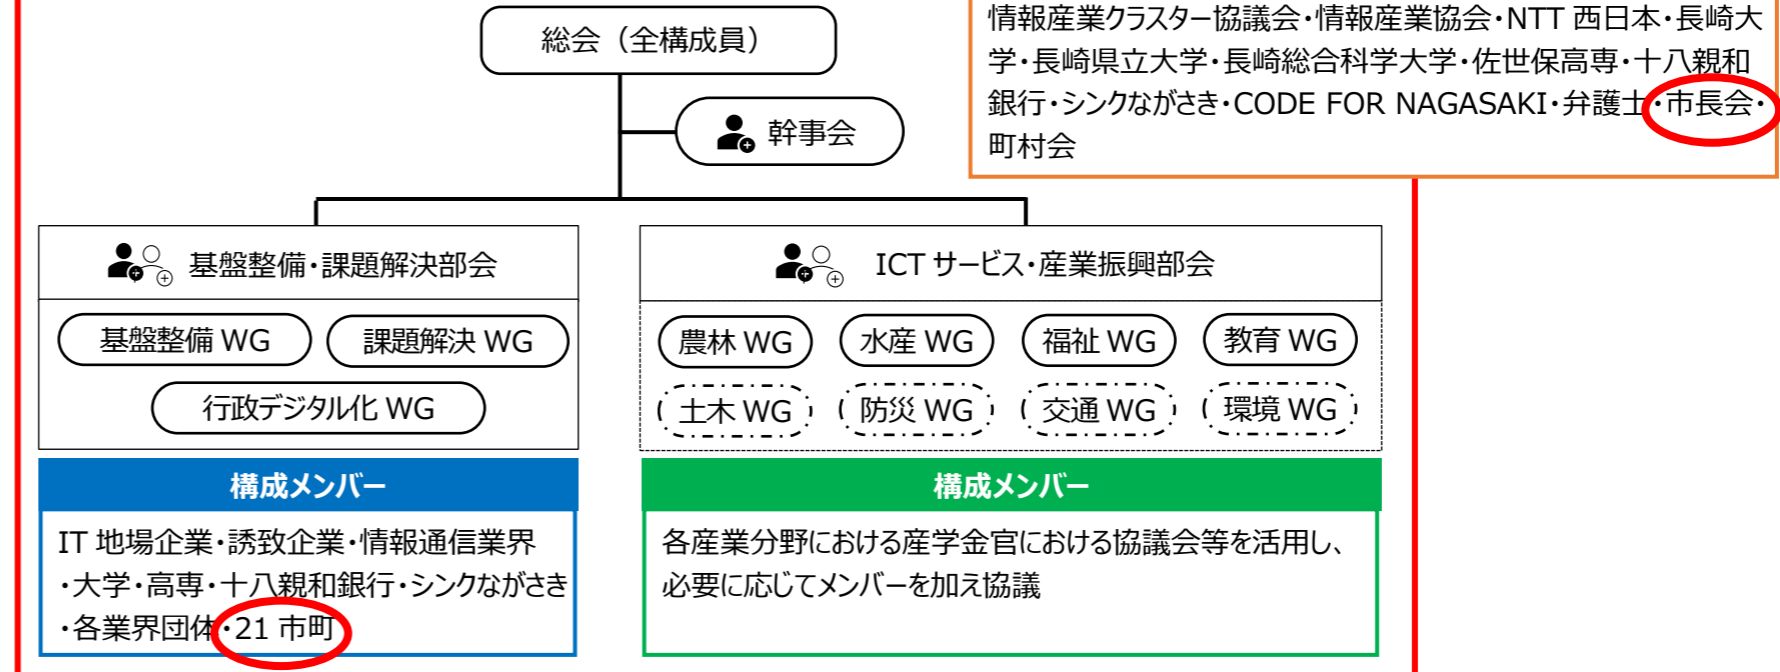 総会（全構成員）
情報産業クラスター協議会・情報産業協会・NTT 西日本・長崎大
学・長崎県立大学・長崎総合科学大学・佐世保高専・十八親和
銀行・シンクながさき・CODE FOR NAGASAKI・弁護士・市長会・
町村会
幹事会
基盤整備・課題解決部会
基盤整備 WG
課題解決 WG
行政デジタル化 WG
構成メンバー
IT 地場企業・誘致企業・情報通信業界
・大学・高専・十八親和銀行・シンクながさき
・各業界団体・21 市町
ICT サービス・産業振興部会
農林 WG
水産 WG
福祉 WG
教育 WG
土木 WG
防災 WG
交通 WG
環境 WG
構成メンバー
各産業分野における産学金官における協議会等を活用し、
必要に応じてメンバーを加え協議